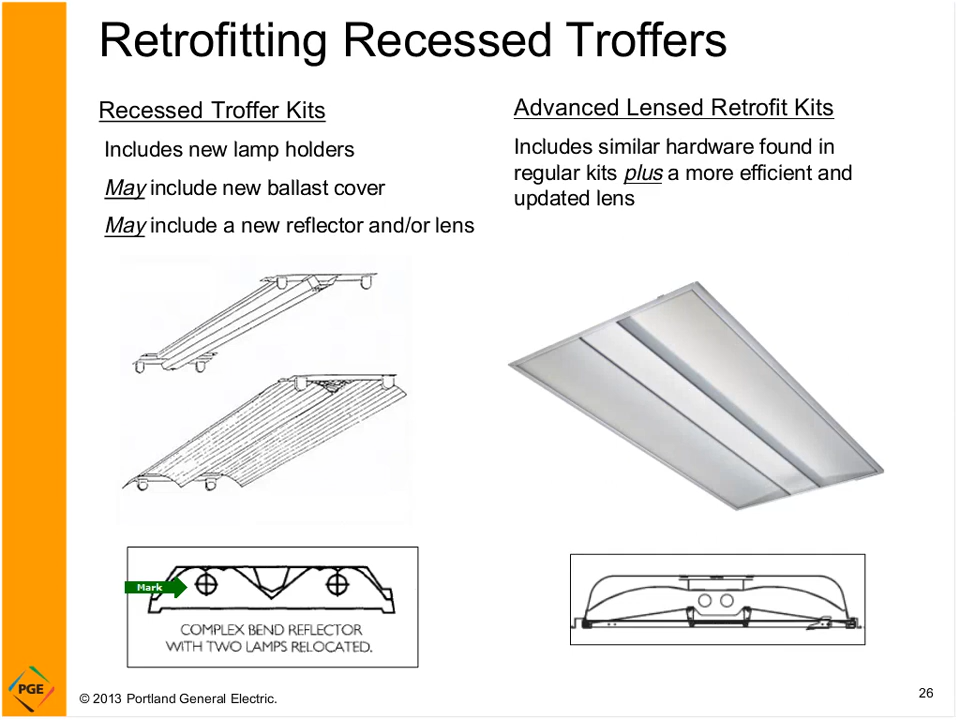 Retrofitting Recessed Troffers
Recessed Troffer Kits
Includes new lamp holders
May include new ballast cover
May include a new reflector and/or lens
Advanced Lensed Retrofit Kits
Includes similar hardware found in
regular kits plus a more efficient and
updated lens
Mark
COMPLEX BEND REFLECTOR
WITH TWO LAMPS RELOCATED.
PGE
© 2013 Portland General Electric.
26